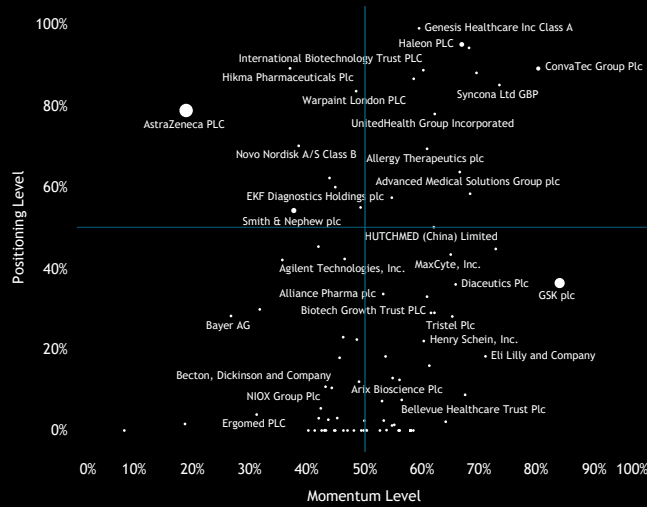 100%
Genesis Healthcare Inc Class A
Haleon PLC
International Biotechnology Trust PLC
ConvaTec Group Plc
Hikma Pharmaceuticals Plc
Syncona Ltd GBP
Warpaint London PLC
80%
AstraZeneca PLC
UnitedHealth Group Incorporated
Novo Nordisk A/S Class B
Allergy Therapeutics plc
Advanced Medical Solutions Group plc
60%
EKF Diagnostics Holdings plc
Smith & Nephew plc
HUTCHMED (China) Limited
Positioning Level
40%
Agilent Technologies, Inc.
MaxCyte, Inc.
Diaceutics Plc
Alliance Pharma plc
GSK plc
Biotech Growth Trust PLC
Bayer AG
Tristel Plc
Henry Schein, Inc.
20%
Eli Lilly and Company
Becton, Dickinson and Company
Arix Bioscience Plc
NIOX Group Plc
Bellevue Healthcare Trust Plc
Ergomed PLC
0%
0% 20% 30% 40% 50% 60% 70% 80% 90% 100%
Momentum Level